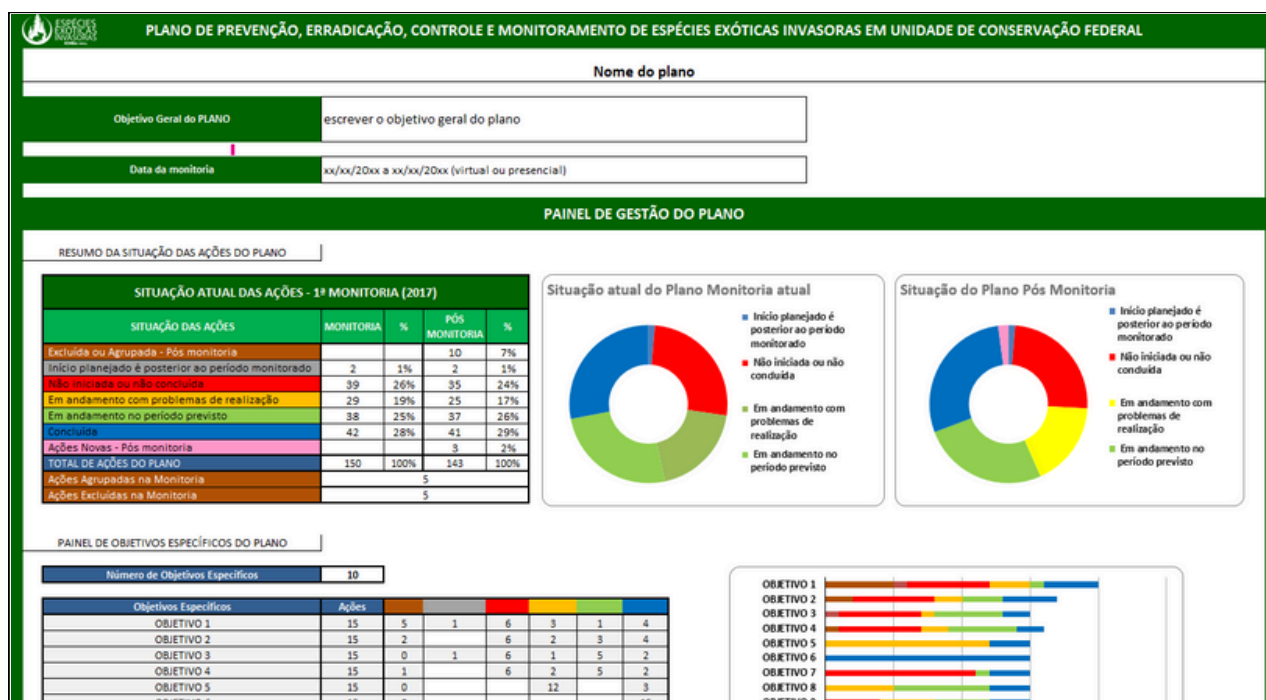 ESPÉCIES
EXÓTICAS
INVASORAS
PLANO DE PREVENÇÃO, ERRADICAÇÃO, CONTROLE E MONITORAMENTO DE ESPÉCIES EXÓTICAS INVASORAS EM UNIDADE DE CONSERVAÇÃO FEDERAL
Nome do plano
Objetivo Geral do PLANO escrever o objetivo geral do plano
Data da monitoria xx/xx/20xx a xx/xx/20xx (virtual ou presencial)
PAINEL DE GESTÃO DO PLANO
RESUMO DA SITUAÇÃO DAS AÇÕES DO PLANO
SITUAÇÃO ATUAL DAS AÇÕES - 1ª MONITORIA (2017)
SITUAÇÃO DAS AÇÕES MONITORIA % PÓS MONITORIA %
Excluída ou Agrupada - Pós monitoria 10 7%
Início planejado é posterior ao período monitorado 2 1% 2 1%
Não iniciada ou não concluída 39 26% 35 24%
Em andamento com problemas de realização 29 19% 25 17%
Em andamento no período previsto 38 25% 37 26%
Concluída 42 28% 41 29%
Ações Novas - Pós monitoria 3 2%
TOTAL DE AÇÕES DO PLANO 150 100% 143 100%
Ações Agrupadas na Monitoria 5
Ações Excluídas na Monitoria 5
Situação atual do Plano Monitoria atual
Início planejado é
posterior ao período
monitorado
Não iniciada ou não
concluída
Em andamento com
problemas de
realização
Em andamento no
período previsto
Situação do Plano Pós Monitoria
Início planejado é
posterior ao período
monitorado
Não iniciada ou não
concluída
Em andamento com
problemas de
realização
Em andamento no
período previsto
PAINEL DE OBJETIVOS ESPECÍFICOS DO PLANO
Número de Objetivos Específicos 10
Objetivos Específicos Ações
OBJETIVO 1 15 5 1 6 3 1 4
OBJETIVO 2 15 2 6 2 3 4
OBJETIVO 3 15 0 1 6 1 5 2
OBJETIVO 4 15 1 6 2 5 2
OBJETIVO 5 15 0 12 3
OBJETIVO 1
OBJETIVO 2
OBJETIVO 3
OBJETIVO 4
OBJETIVO 5
OBJETIVO 6
OBJETIVO 7
OBJETIVO 8